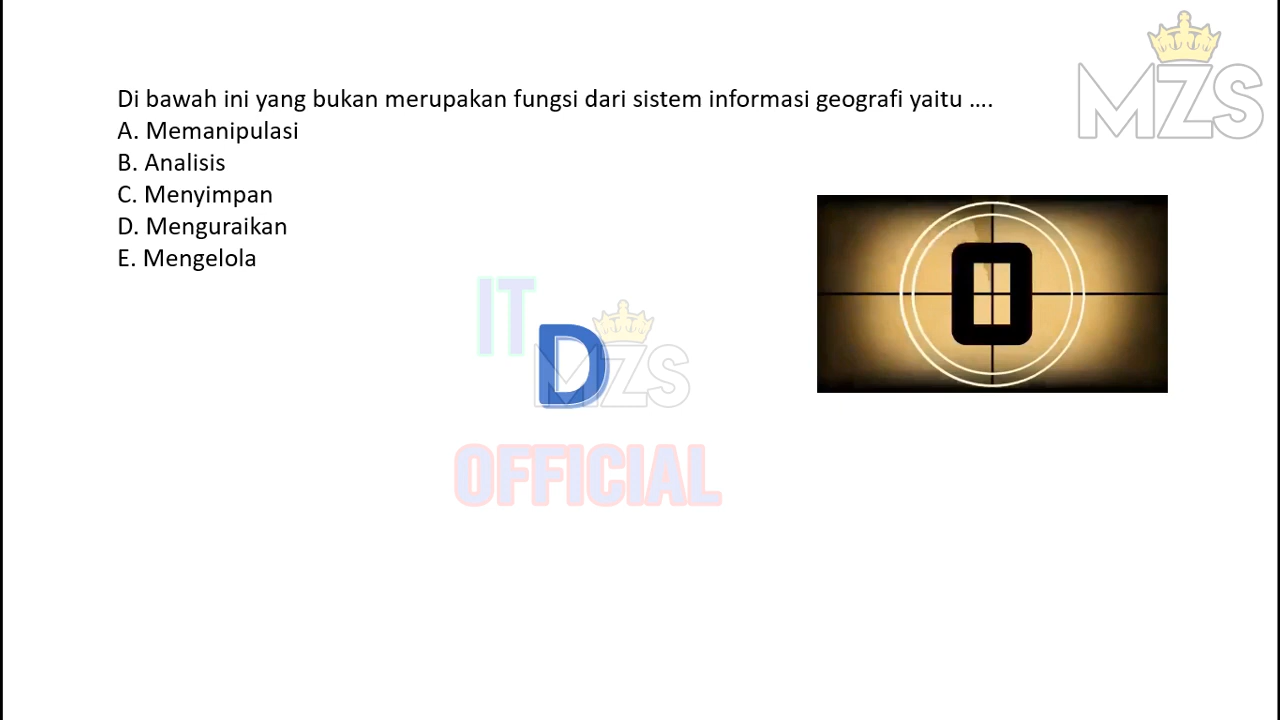 MZS
Di bawah ini yang bukan merupakan fungsi dari sistem informasi geografi yaitu ....
A. Memanipulasi
B. Analisis
C. Menyimpan
D. Menguraikan
E. Mengelola
0
IT
D
MZS
OFFICIAL